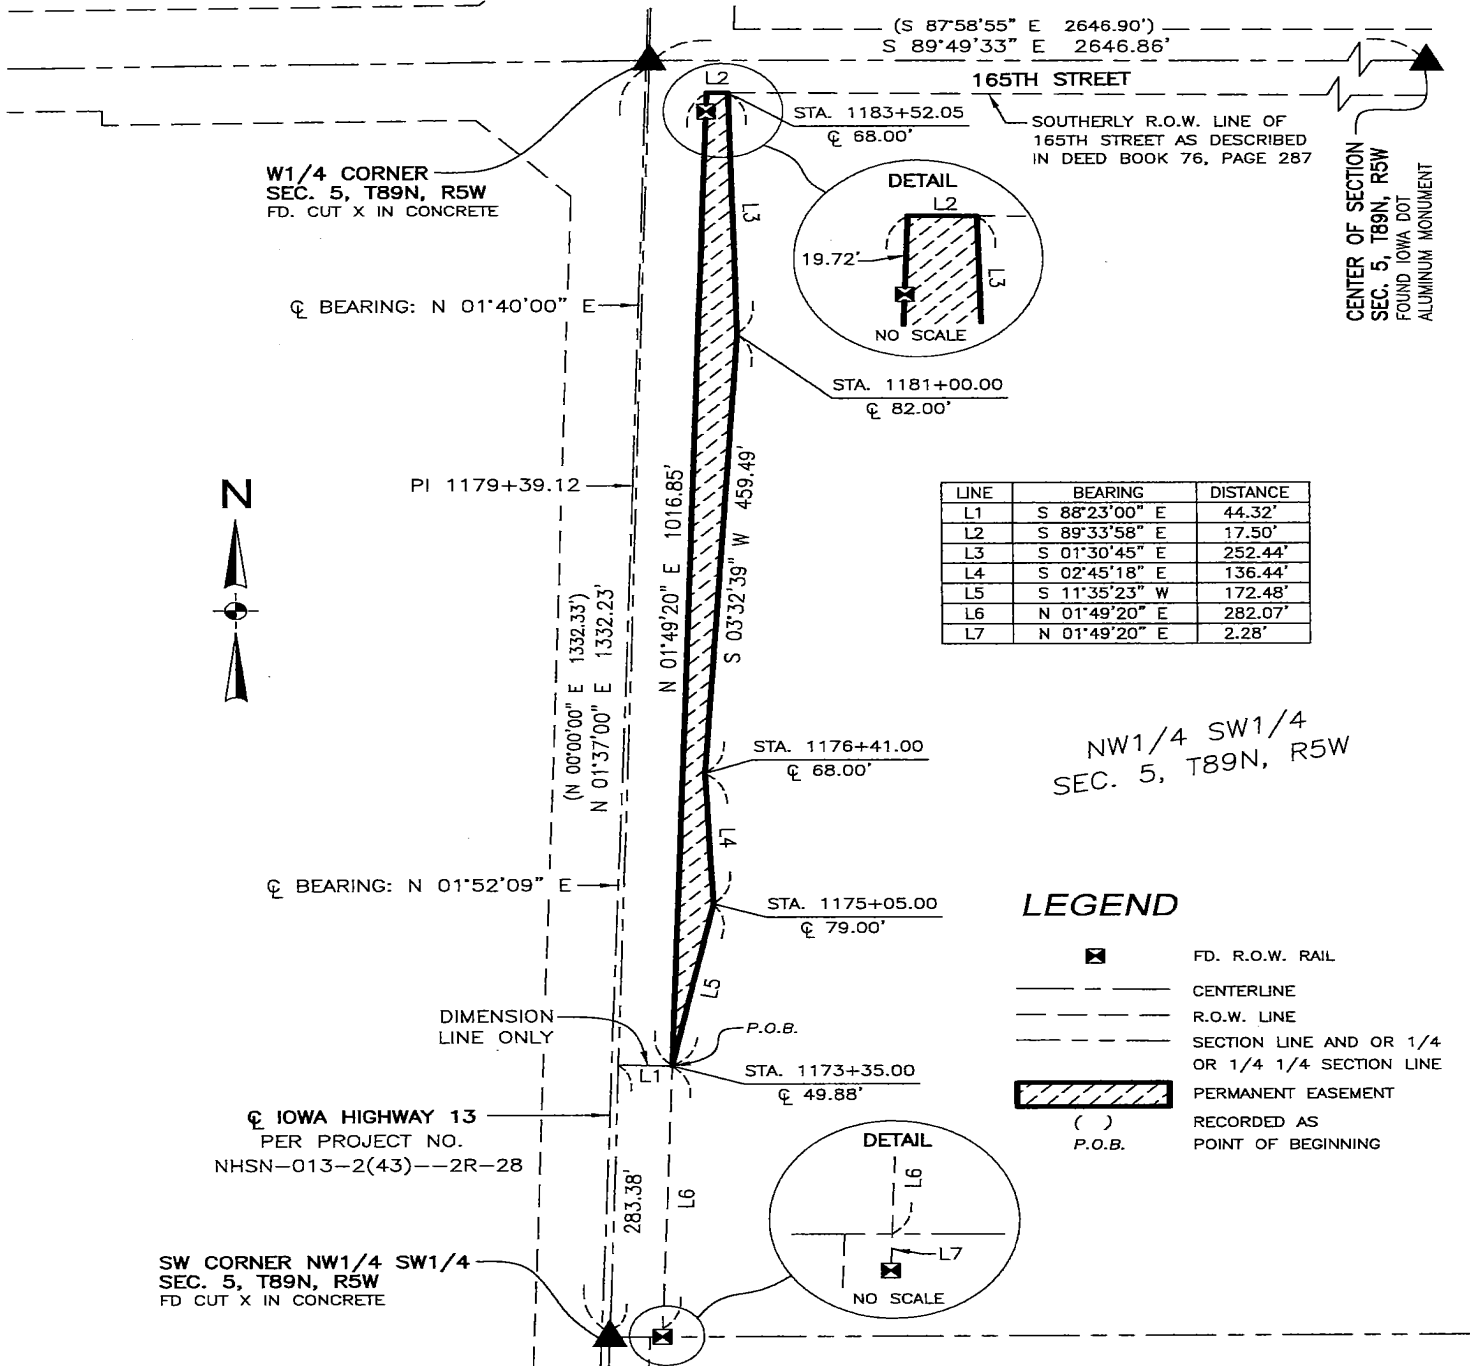 (S 87°58'55" E 2646.90')
S 89°49'33" E 2646.86'
L2
165TH STREET
STA. 1183+52.05
℄ 68.00'
SOUTHERLY R.O.W. LINE OF
165TH STREET AS DESCRIBED
IN DEED BOOK 76, PAGE 287
W1/4 CORNER
SEC. 5, T89N, R5W
FD. CUT X IN CONCRETE
CENTER OF SECTION
SEC. 5, T89N, R5W
FOUND IOWA DOT
ALUMINUM MONUMENT
DETAIL
L2
19.72'
L3
NO SCALE
L3
℄ BEARING: N 01°40'00" E
STA. 1181+00.00
℄ 82.00'
N
PI 1179+39.12
N 01°49'20" E 1016.85'
S 03°32'39" W 459.49'
(N 00°00'00" E 1332.33')
N 01°37'00" E 1332.23'
LINE BEARING DISTANCE
L1 S 88°23'00" E 44.32'
L2 S 89°33'58" E 17.50'
L3 S 01°30'45" E 252.44'
L4 S 02°45'18" E 136.44'
L5 S 11°35'23" W 172.48'
L6 N 01°49'20" E 282.07'
L7 N 01°49'20" E 2.28'
NW1/4 SW1/4
SEC. 5, T89N, R5W
STA. 1176+41.00
℄ 68.00'
L4
℄ BEARING: N 01°52'09" E
STA. 1175+05.00
℄ 79.00'
L5
DIMENSION
LINE ONLY
P.O.B.
L1
STA. 1173+35.00
℄ 49.88'
LEGEND
FD. R.O.W. RAIL
CENTERLINE
R.O.W. LINE
SECTION LINE AND OR 1/4
OR 1/4 1/4 SECTION LINE
PERMANENT EASEMENT
( ) RECORDED AS
P.O.B. POINT OF BEGINNING
℄ IOWA HIGHWAY 13
PER PROJECT NO.
NHSN-013-2(43)--2R-28
283.38'
L6
DETAIL
L6
L7
NO SCALE
SW CORNER NW1/4 SW1/4
SEC. 5, T89N, R5W
FD CUT X IN CONCRETE